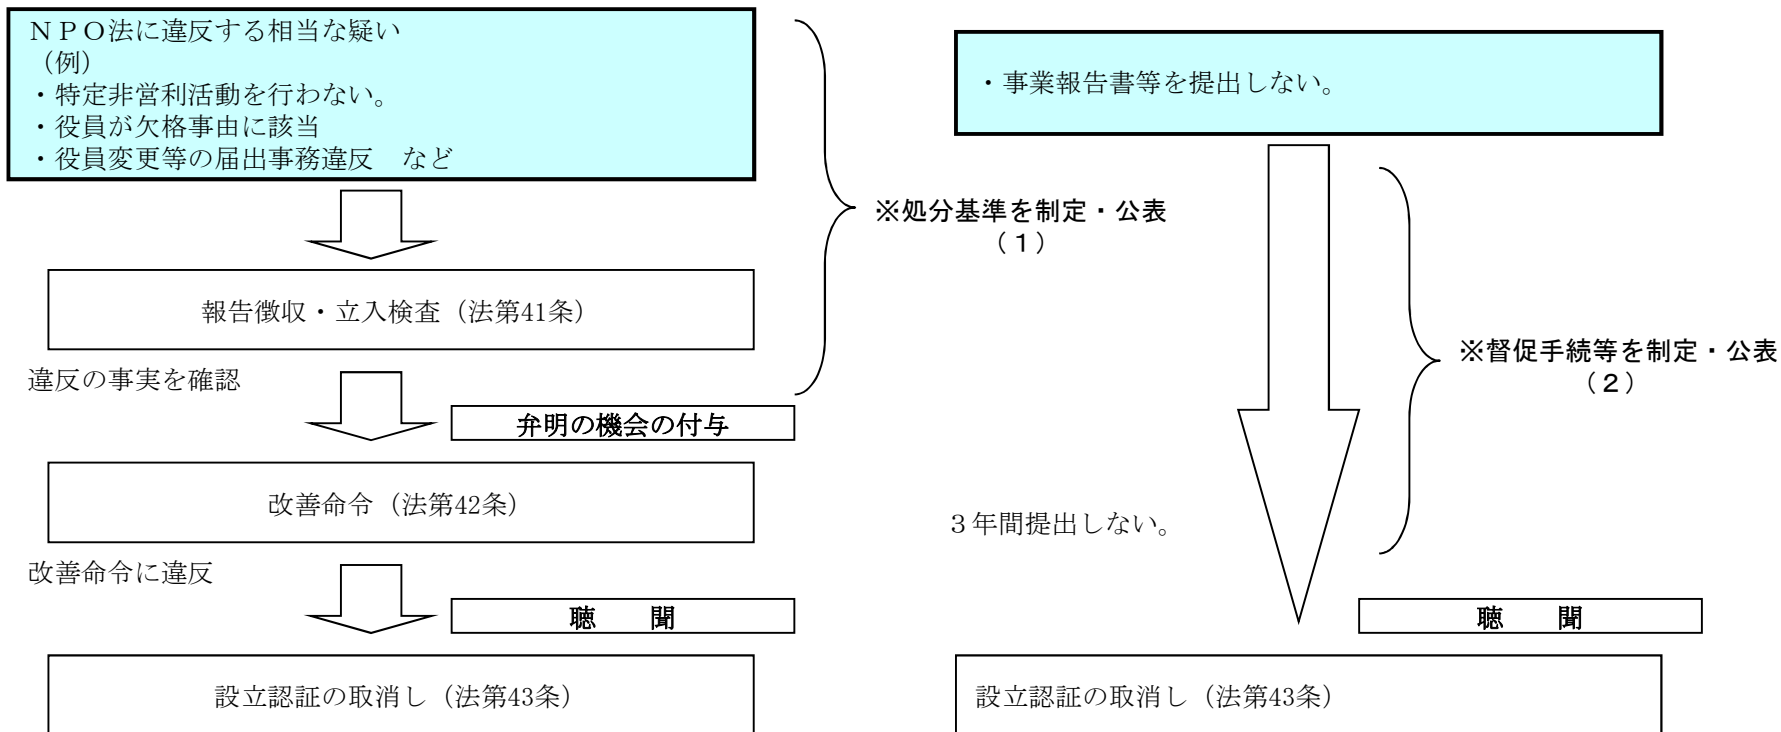 ＮＰＯ法に違反する相当な疑い
（例）
・特定非営利活動を行わない。
・役員が欠格事由に該当
・役員変更等の届出事務違反　など
報告徴収・立入検査（法第41条）
違反の事実を確認
弁明の機会の付与
改善命令（法第42条）
改善命令に違反
聴　　聞
設立認証の取消し（法第43条）
※処分基準を制定・公表
（１）
・事業報告書等を提出しない。
※督促手続等を制定・公表
（２）
３年間提出しない。
聴　　聞
設立認証の取消し（法第43条）